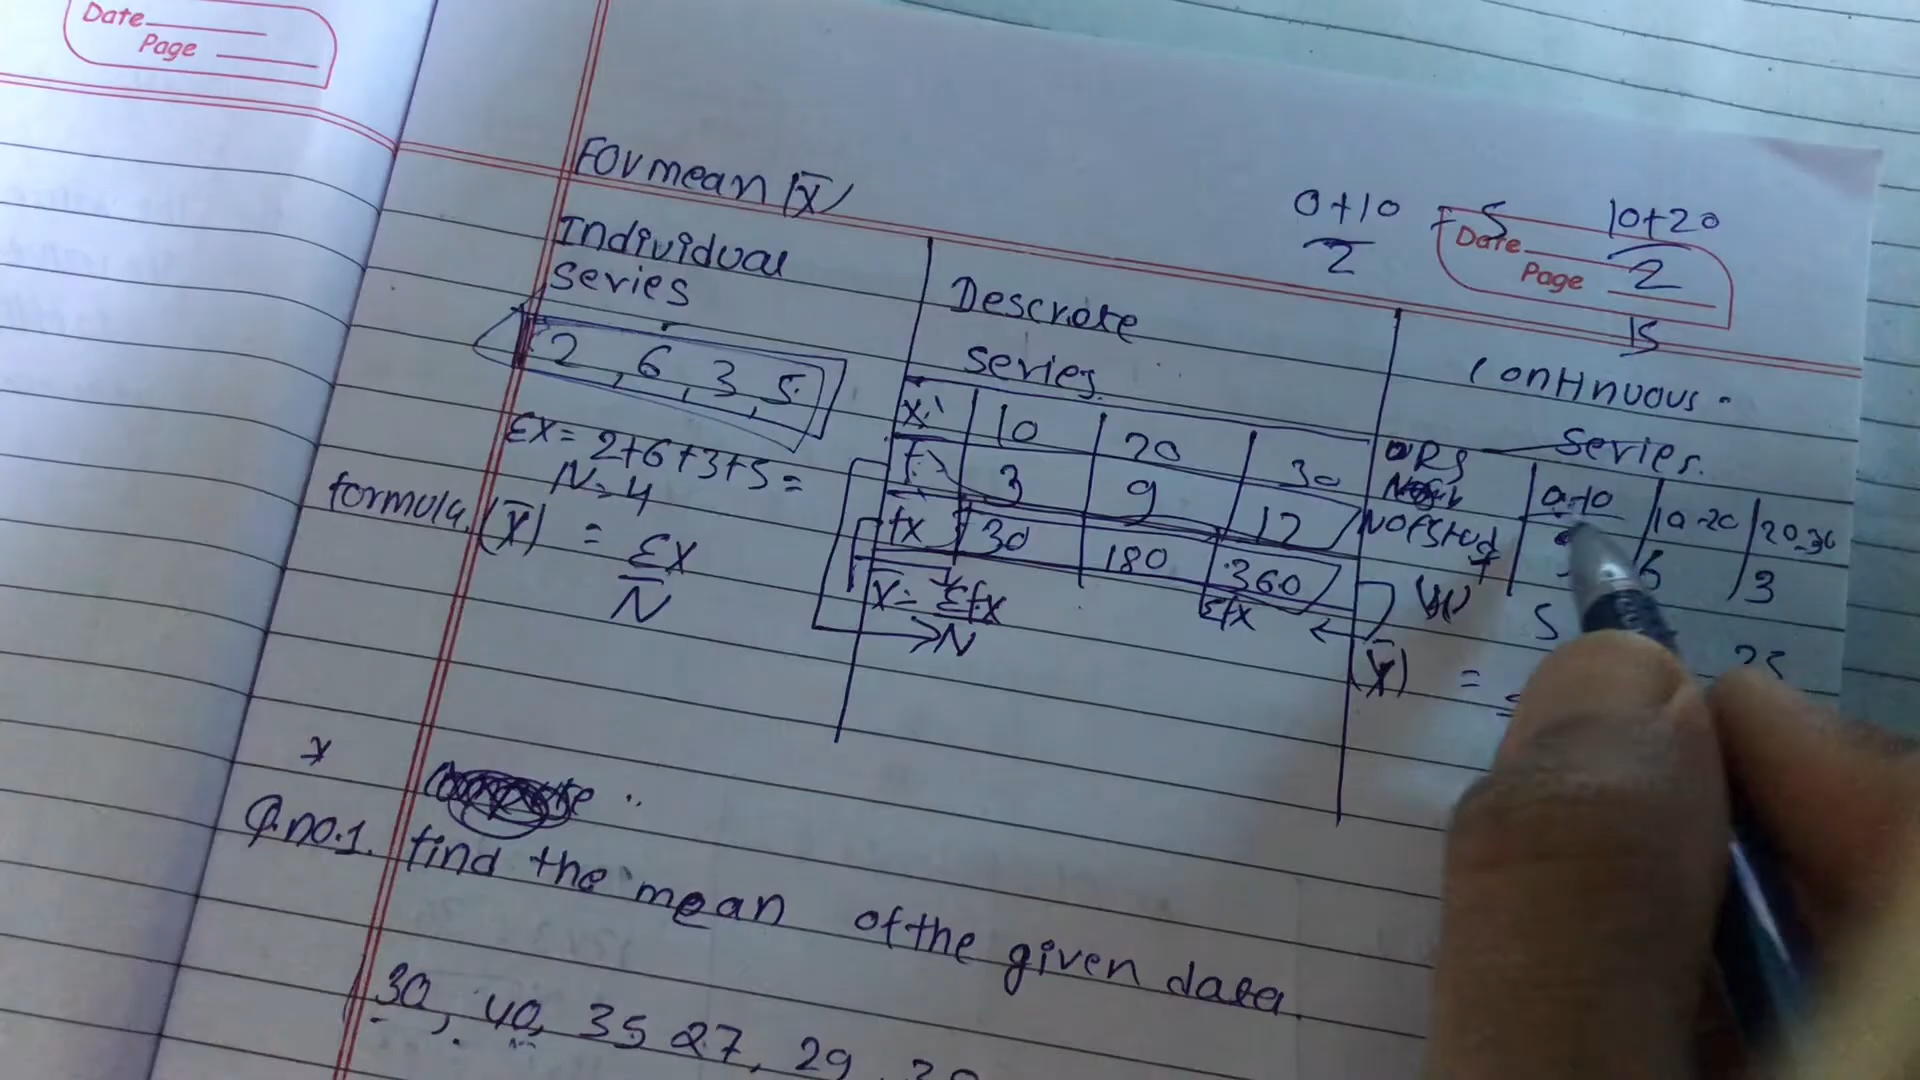 Date
Page
For mean (x̄)
0+10
2
= 5
10+20
2
15
Date
Page
Individual
series
2, 6, 3, 5
Ex = 2+6+3+5 =
N = 4
formula (x̄) = Ex
N
Descrete
series
x 10 20 30
f 3 9 12
fx 30 180 360
x̄ = Σfx
N
Σfx
Continuous
series
0-10 10-20 20-30
6 3
5 25
(x̄) =
Q.no.1. find the mean of the given data
30, 40, 35 27, 29